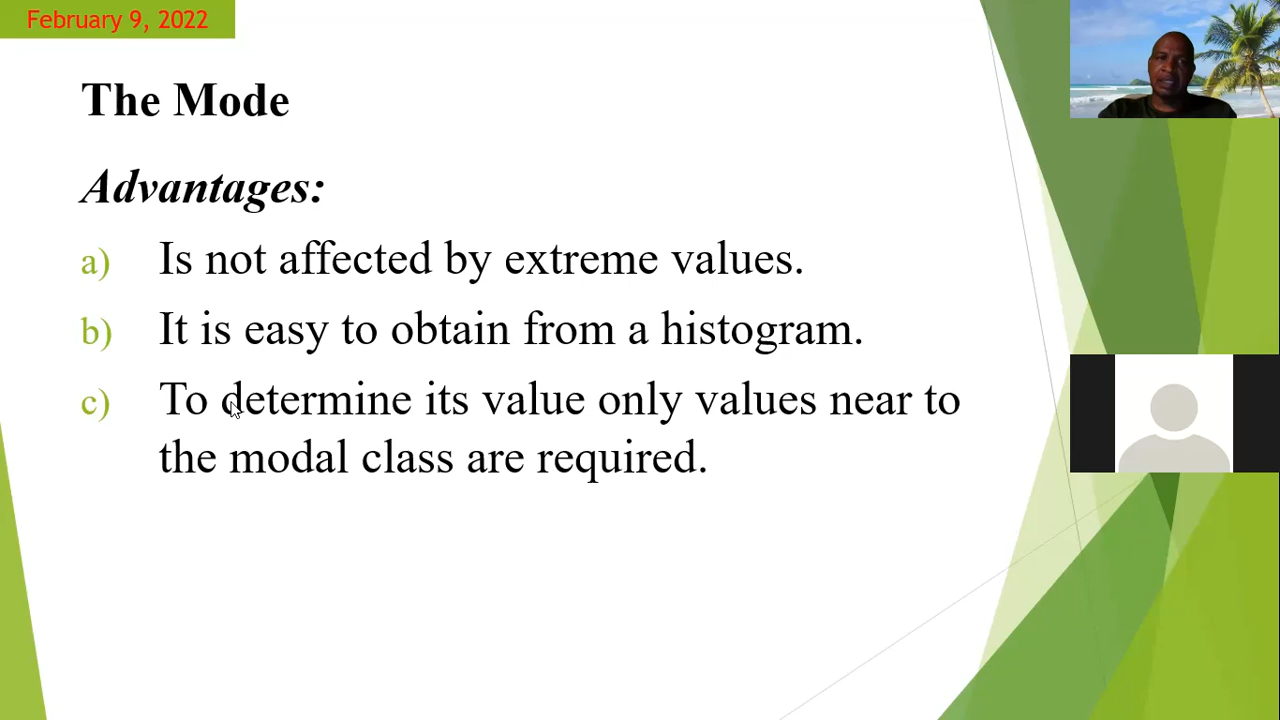 February 9, 2022
The Mode
Advantages:
a) Is not affected by extreme values.
b) It is easy to obtain from a histogram.
c) To determine its value only values near to
the modal class are required.